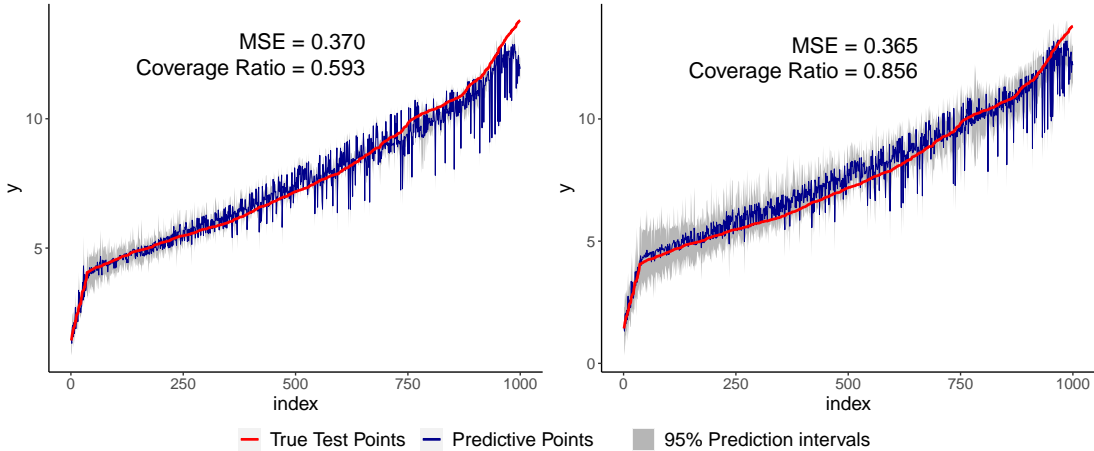 MSE = 0.370
Coverage Ratio = 0.593
y
10
5
0
250
500
750
1000
index
MSE = 0.365
Coverage Ratio = 0.856
y
10
5
0
0
250
500
750
1000
index
True Test Points
Predictive Points
95% Prediction intervals